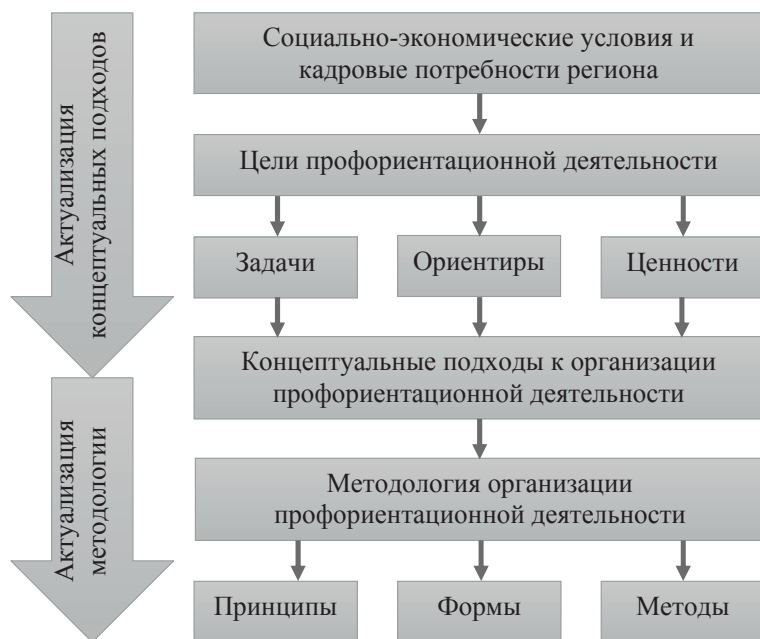 Актуализация
концептуальных подходов
Социально-экономические условия и
кадровые потребности региона
Цели профориентационной деятельности
Задачи
Ориентиры
Ценности
Концептуальные подходы к организации
профориентационной деятельности
Актуализация
методологии
Методология организации
профориентационной деятельности
Принципы
Формы
Методы